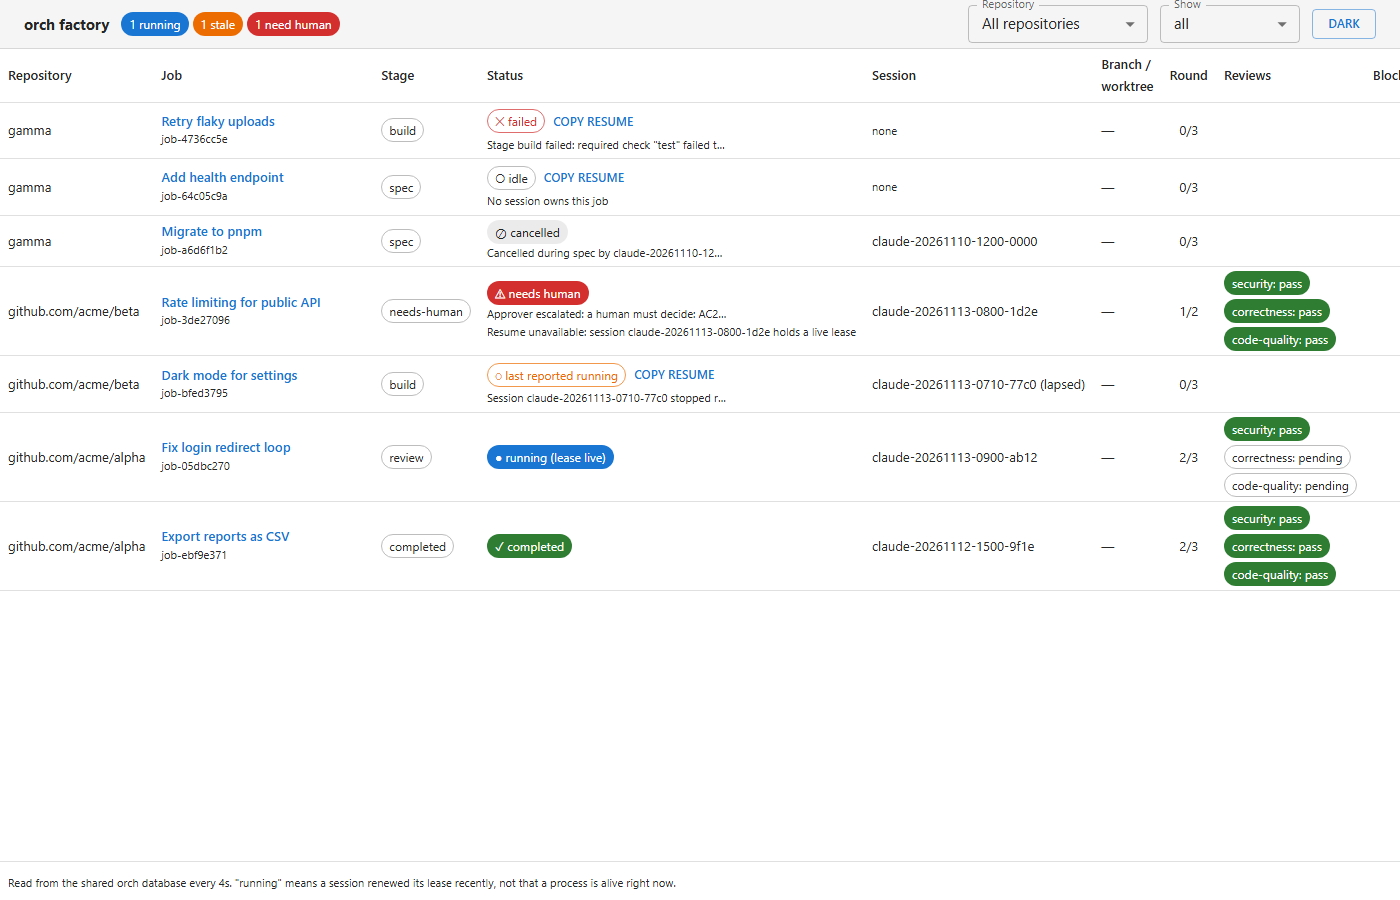 orch factory 1 running 1 stale 1 need human Repository All repositories Show all DARK
Repository Job Stage Status Session Branch / worktree Round Reviews Bloc
gamma Retry flaky uploads build failed COPY RESUME none — 0/3
job-4736cc5e Stage build failed: required check "test" failed t...
gamma Add health endpoint spec idle COPY RESUME none — 0/3
job-64c05c9a No session owns this job
gamma Migrate to pnpm spec cancelled claude-20261110-1200-0000 — 0/3
job-a6d6f1b2 Cancelled during spec by claude-20261110-12...
github.com/acme/beta Rate limiting for public API needs-human needs human claude-20261113-0800-1d2e — 1/2 security: pass
job-3de27096 Approver escalated: a human must decide: AC2... correctness: pass
Resume unavailable: session claude-20261113-0800-1d2e holds a live lease code-quality: pass
github.com/acme/beta Dark mode for settings build last reported running COPY RESUME claude-20261113-0710-77c0 (lapsed) — 0/3
job-bfed3795 Session claude-20261113-0710-77c0 stopped r...
github.com/acme/alpha Fix login redirect loop review running (lease live) claude-20261113-0900-ab12 — 2/3 security: pass
job-05dbc270 correctness: pending
code-quality: pending
github.com/acme/alpha Export reports as CSV completed ✓ completed claude-20261112-1500-9f1e — 2/3 security: pass
job-ebf9e371 correctness: pass
code-quality: pass
Read from the shared orch database every 4s. "running" means a session renewed its lease recently, not that a process is alive right now.